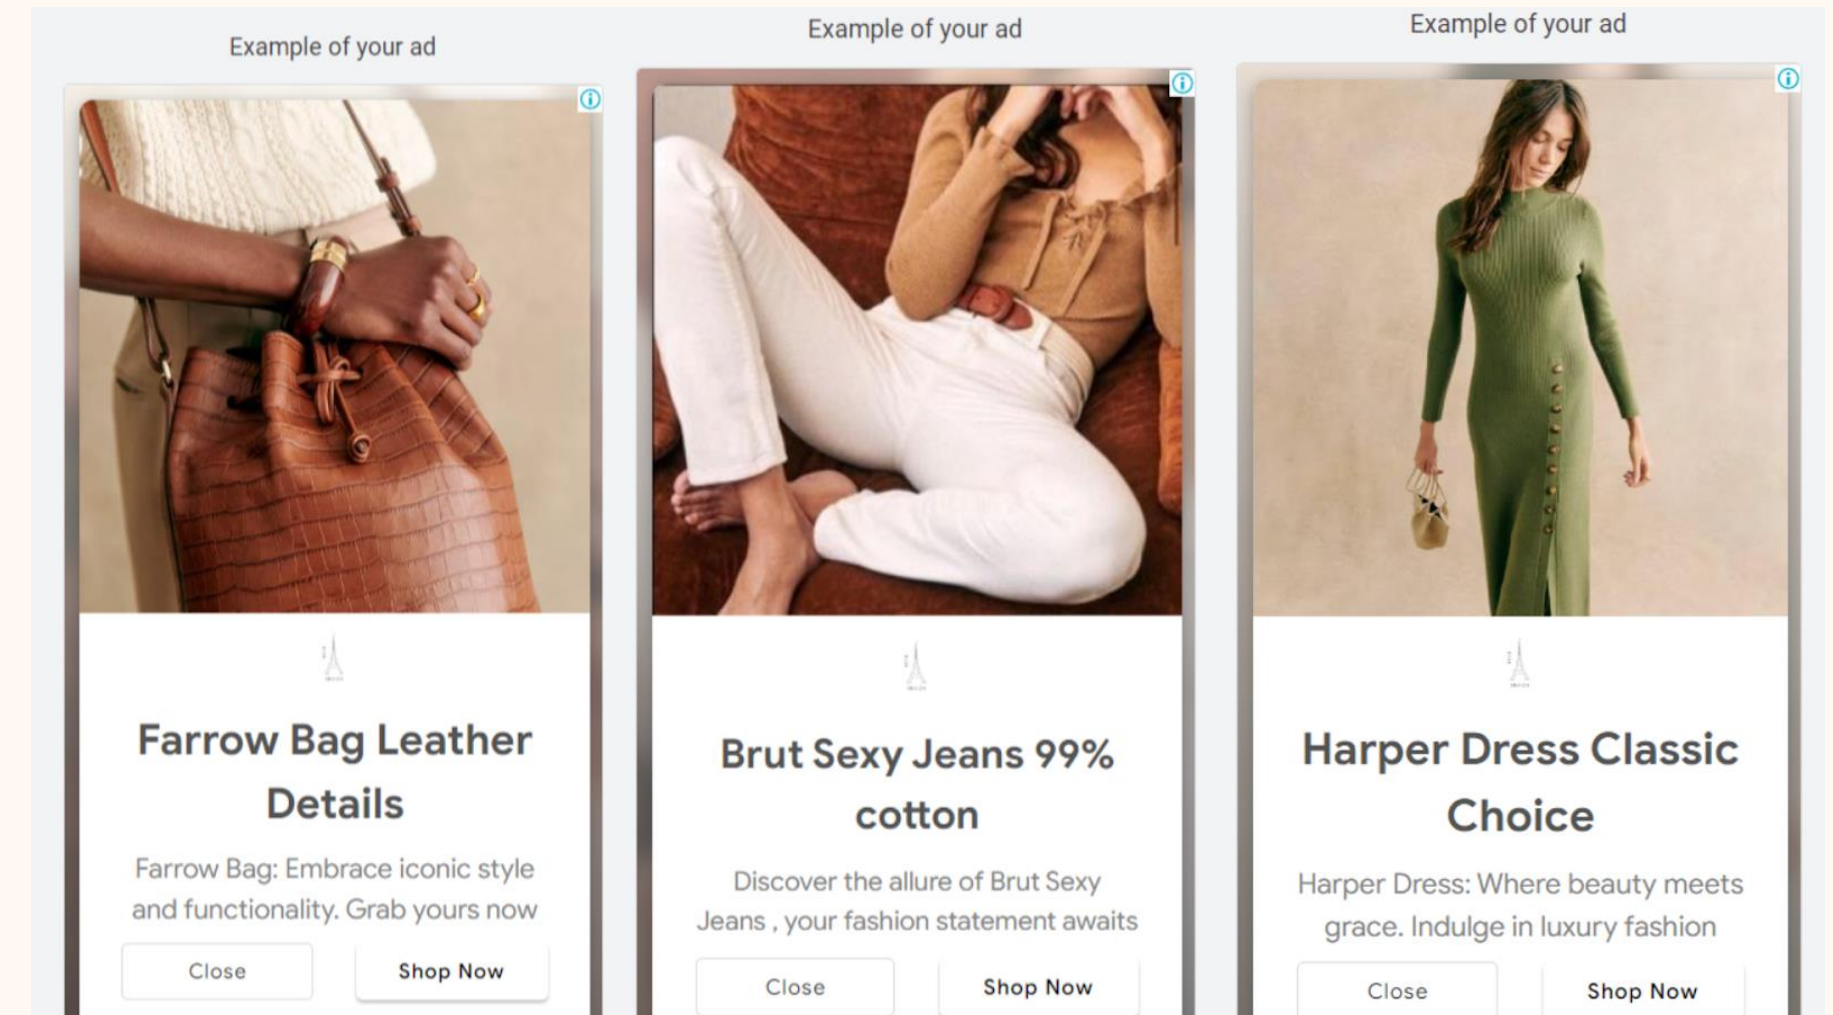 Example of your ad
Farrow Bag Leather
Details
Farrow Bag: Embrace iconic style
and functionality. Grab yours now
Close
Shop Now
Example of your ad
Brut Sexy Jeans 99%
cotton
Discover the allure of Brut Sexy
Jeans , your fashion statement awaits
Close
Shop Now
Example of your ad
Harper Dress Classic
Choice
Harper Dress: Where beauty meets
grace. Indulge in luxury fashion
Close
Shop Now